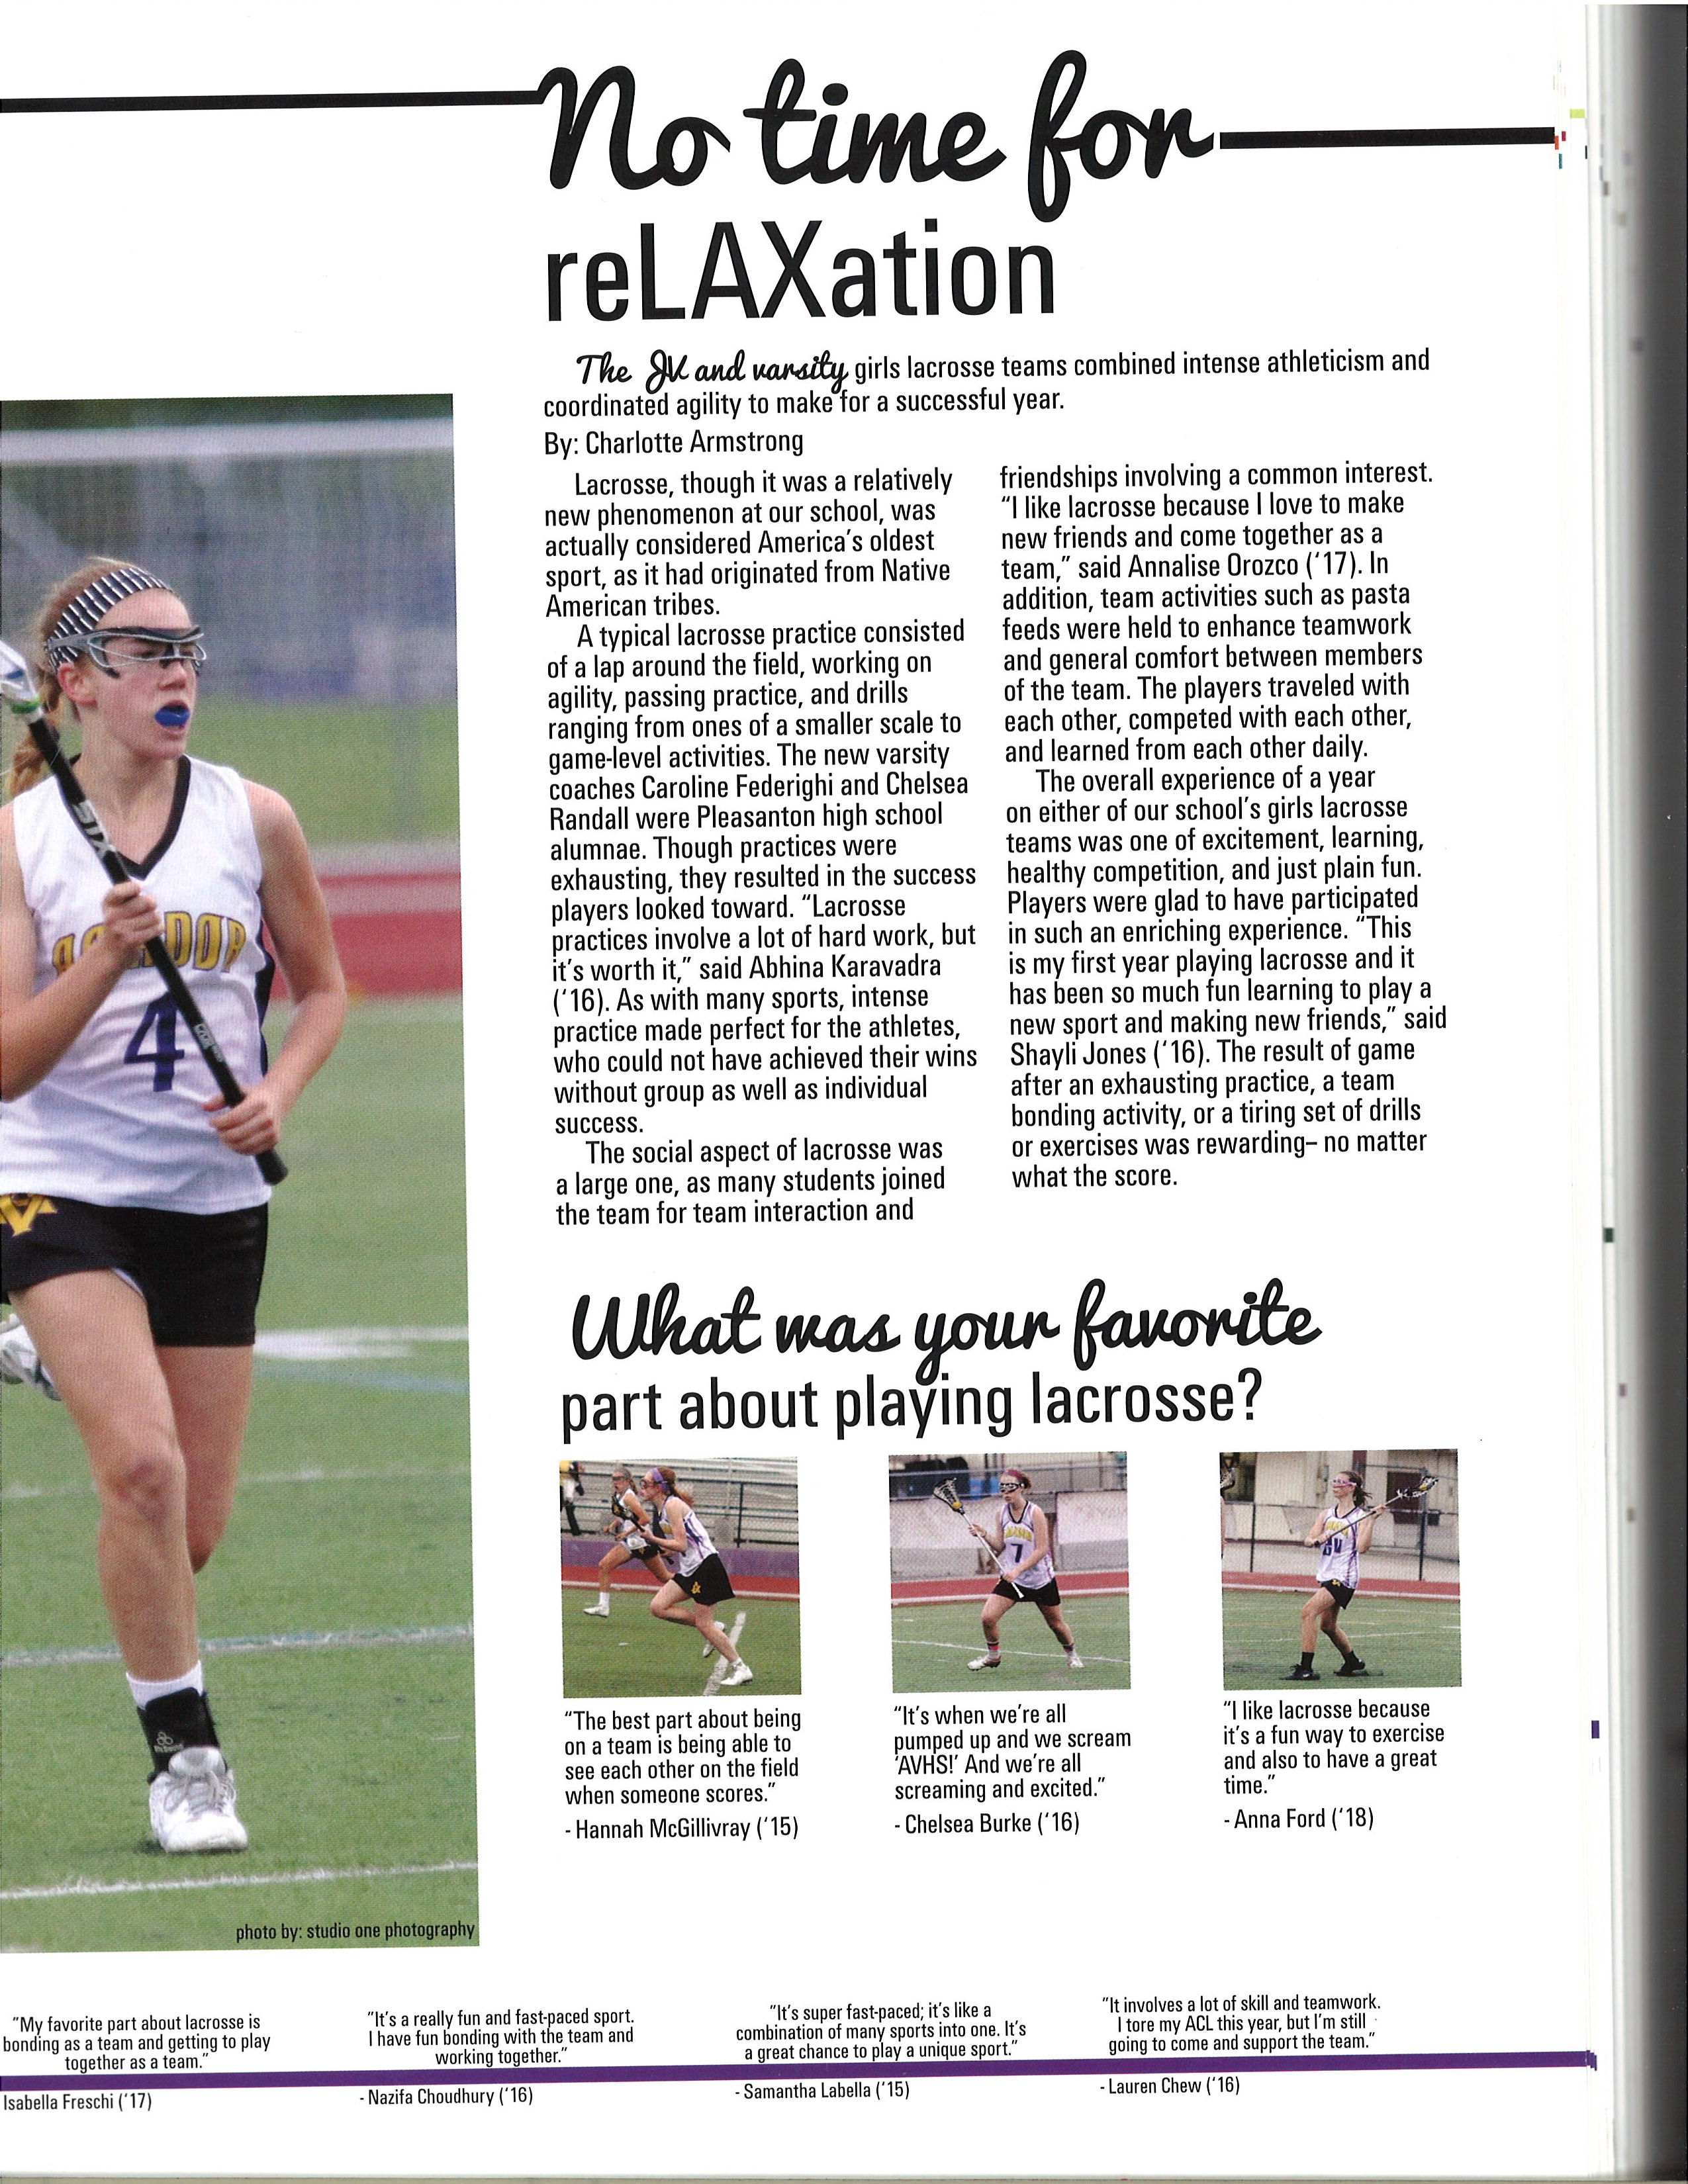 No time for
reLAXation
The JV and varsity girls lacrosse teams combined intense athleticism and
coordinated agility to make for a successful year.
By: Charlotte Armstrong
Lacrosse, though it was a relatively
new phenomenon at our school, was
actually considered America's oldest
sport, as it had originated from Native
American tribes.
A typical lacrosse practice consisted
of a lap around the field, working on
agility, passing practice, and drills
ranging from ones of a smaller scale to
game-level activities. The new varsity
coaches Caroline Federighi and Chelsea
Randall were Pleasanton high school
alumnae. Though practices were
exhausting, they resulted in the success
players looked toward. “Lacrosse
practices involve a lot of hard work, but
it's worth it,” said Abhina Karavadra
(‘16). As with many sports, intense
practice made perfect for the athletes,
who could not have achieved their wins
without group as well as individual
success.
The social aspect of lacrosse was
a large one, as many students joined
the team for team interaction and
friendships involving a common interest.
“I like lacrosse because I love to make
new friends and come together as a
team,” said Annalise Orozco (‘17). In
addition, team activities such as pasta
feeds were held to enhance teamwork
and general comfort between members
of the team. The players traveled with
each other, competed with each other,
and learned from each other daily.
The overall experience of a year
on either of our school's girls lacrosse
teams was one of excitement, learning,
healthy competition, and just plain fun.
Players were glad to have participated
in such an enriching experience. “This
is my first year playing lacrosse and it
has been so much fun learning to play a
new sport and making new friends,” said
Shayli Jones (‘16). The result of game
after an exhausting practice, a team
bonding activity, or a tiring set of drills
or exercises was rewarding– no matter
what the score.
4
STX
photo by: studio one photography
What was your favorite
part about playing lacrosse?
7
“The best part about being
on a team is being able to
see each other on the field
when someone scores.”
- Hannah McGillivray (‘15)
“It's when we're all
pumped up and we scream
‘AVHS!’ And we're all
screaming and excited.”
- Chelsea Burke (‘16)
“I like lacrosse because
it's a fun way to exercise
and also to have a great
time.”
- Anna Ford (‘18)
"My favorite part about lacrosse is
bonding as a team and getting to play
together as a team.”
Isabella Freschi (‘17)
“It's a really fun and fast-paced sport.
I have fun bonding with the team and
working together.”
- Nazifa Choudhury (‘16)
"It's super fast-paced; it's like a
combination of many sports into one. It's
a great chance to play a unique sport.”
- Samantha Labella (‘15)
"It involves a lot of skill and teamwork.
I tore my ACL this year, but I'm still
going to come and support the team.”
- Lauren Chew (‘16)